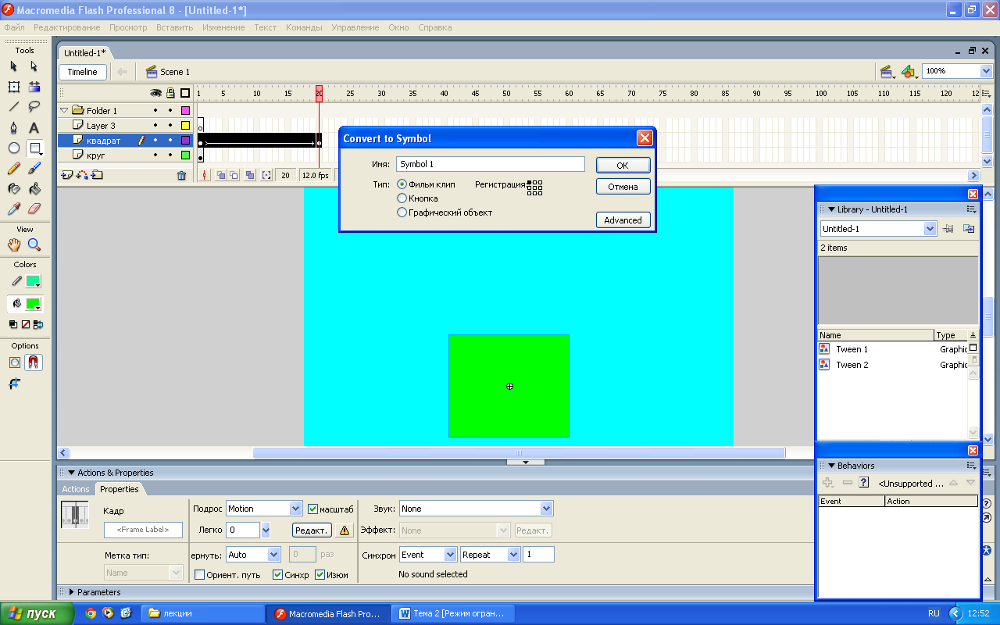 Macromedia Flash Professional 8 - [Untitled-1*]
Файл Редактирование Просмотр Вставить Изменение Текст Команды Управление Окно Справка
Tools
View
Colors
Options
Untitled-1*
Timeline Scene 1 100%
1 5 10 15 20 25 30 35 40 45 50 55 60 65 70 75 80 85 90 95 100 105 110 115 120 12
Folder 1
Layer 3
квадрат
круг
20 12.0 fps
Convert to Symbol
Имя: Symbol 1 OK
Тип: Фильм клип Регистрация Отмена
Кнопка
Графический объект
Advanced
Library - Untitled-1
Untitled-1
2 items
Name Type
Tween 1 Graphic
Tween 2 Graphic
Behaviors
<Unsupported ...
Event Action
Actions & Properties
Actions Properties
Кадр
<Frame Label>
Метка тип:
Name
Подрос Motion масштаб
Легко 0 Редакт.
ернуть: Auto 0 раз
Ориент. путь Синхр Изюм
Звук: None
Эффект: None Редакт.
Синхрон Event Repeat 1
No sound selected
Parameters
пуск лекции Macromedia Flash Pro... Тема 2 [Режим огран... RU 12:52